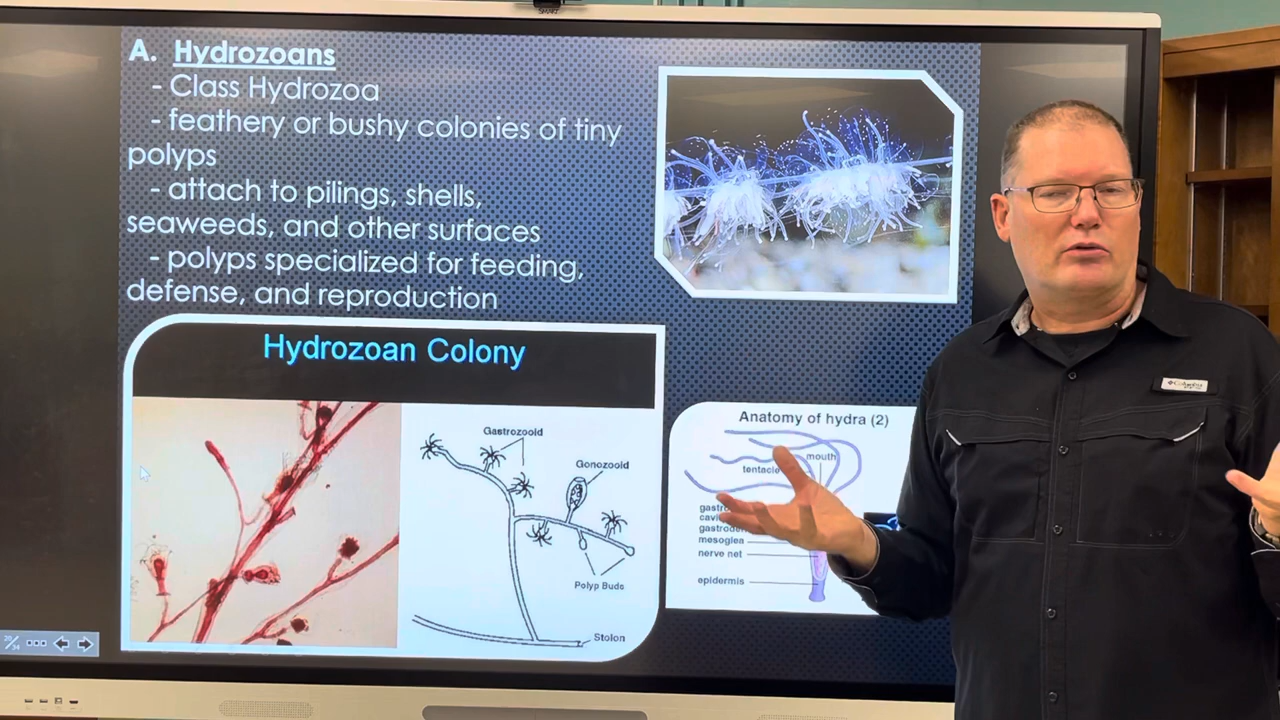 SMART
A. Hydrozoans
- Class Hydrozoa
- feathery or bushy colonies of tiny
polyps
- attach to pilings, shells,
seaweeds, and other surfaces
- polyps specialized for feeding,
defense, and reproduction
Hydrozoan Colony
Gastrozooid
Gonozooid
Polyp Buds
Stolon
Anatomy of hydra (2)
mouth
tentacle
mesoglea
nerve net
epidermis
Columbia